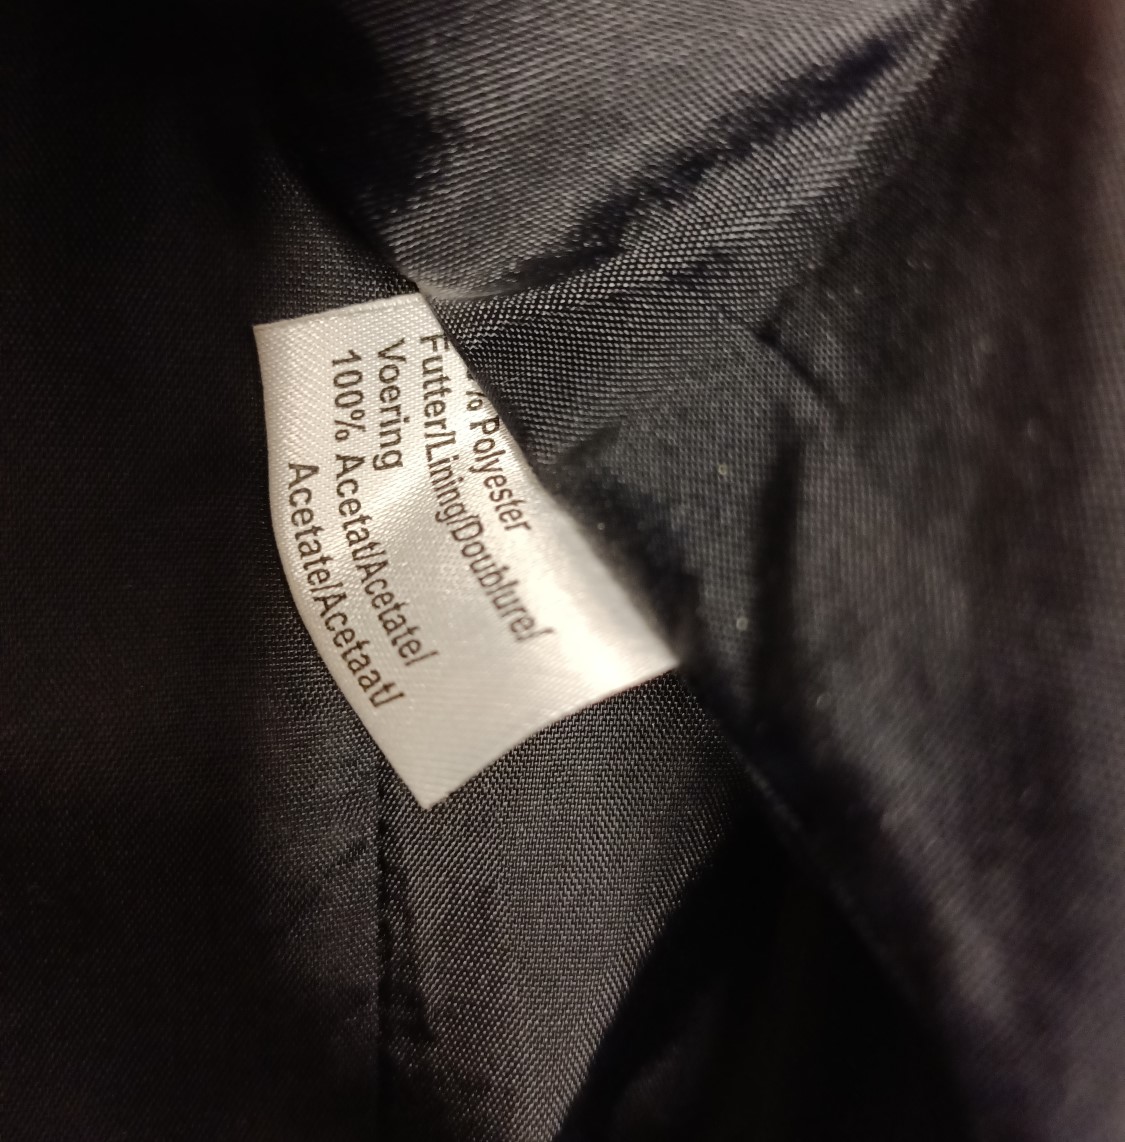 % Polyester
Futter/Lining/Doublure/
Voering
100% Acetat/Acetate/
Acetate/Acetaat/